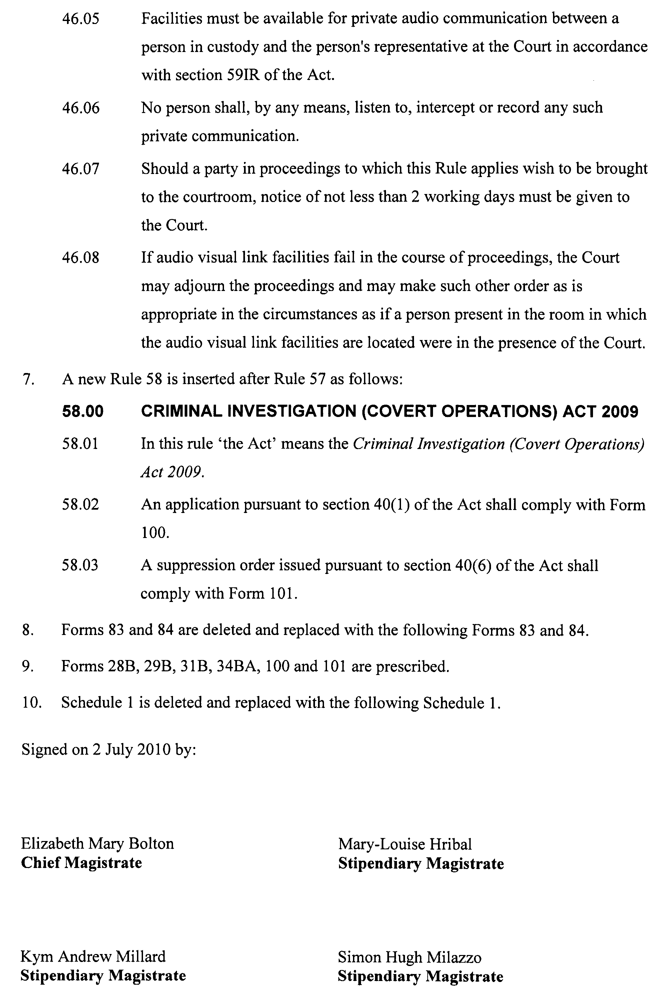 46.05 Facilities must be available for private audio communication between a
person in custody and the person's representative at the Court in accordance
with section 59IR of the Act.
46.06 No person shall, by any means, listen to, intercept or record any such
private communication.
46.07 Should a party in proceedings to which this Rule applies wish to be brought
to the courtroom, notice of not less than 2 working days must be given to
the Court.
46.08 If audio visual link facilities fail in the course of proceedings, the Court
may adjourn the proceedings and may make such other order as is
appropriate in the circumstances as if a person present in the room in which
the audio visual link facilities are located were in the presence of the Court.
7. A new Rule 58 is inserted after Rule 57 as follows:
58.00 CRIMINAL INVESTIGATION (COVERT OPERATIONS) ACT 2009
58.01 In this rule ‘the Act’ means the Criminal Investigation (Covert Operations)
Act 2009.
58.02 An application pursuant to section 40(1) of the Act shall comply with Form
100.
58.03 A suppression order issued pursuant to section 40(6) of the Act shall
comply with Form 101.
8. Forms 83 and 84 are deleted and replaced with the following Forms 83 and 84.
9. Forms 28B, 29B, 31B, 34BA, 100 and 101 are prescribed.
10. Schedule 1 is deleted and replaced with the following Schedule 1.
Signed on 2 July 2010 by:
Elizabeth Mary Bolton
Chief Magistrate
Mary-Louise Hribal
Stipendiary Magistrate
Kym Andrew Millard
Stipendiary Magistrate
Simon Hugh Milazzo
Stipendiary Magistrate